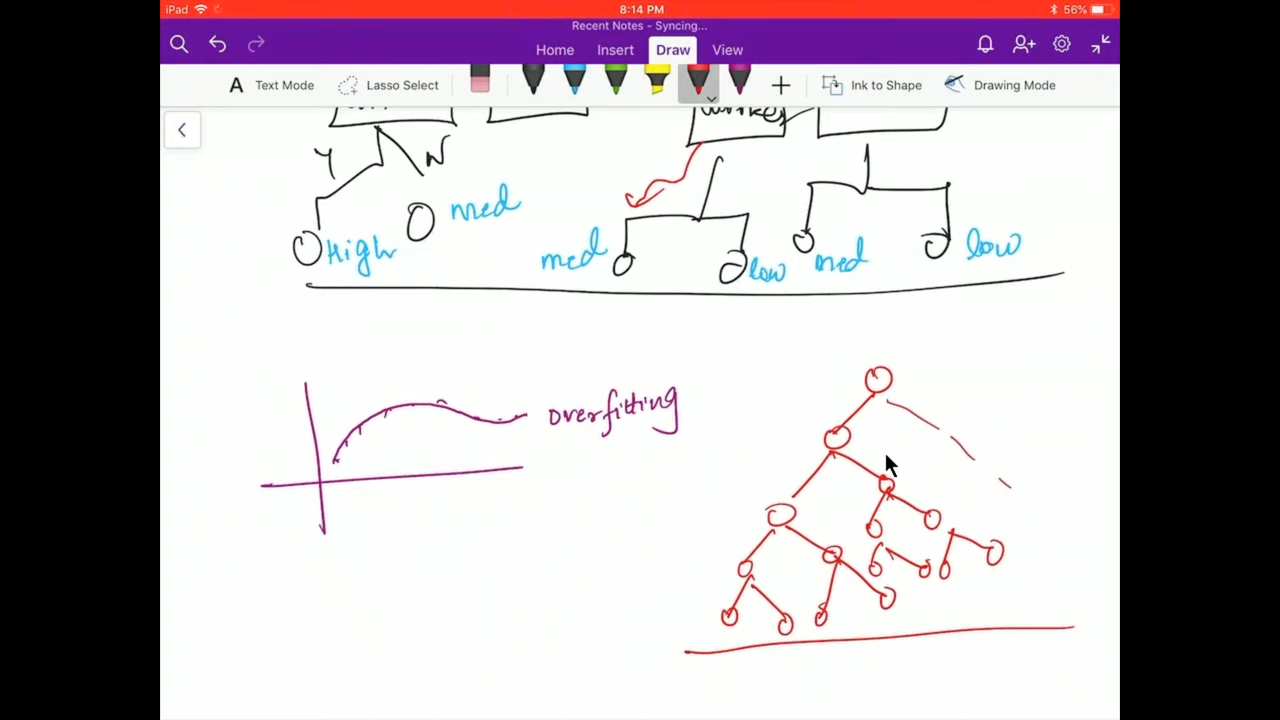 iPad 8:14 PM 56%
Recent Notes - Syncing...
Home Insert Draw View
A Text Mode Lasso Select Ink to Shape Drawing Mode
Y N
med
High
med low med low
overfitting